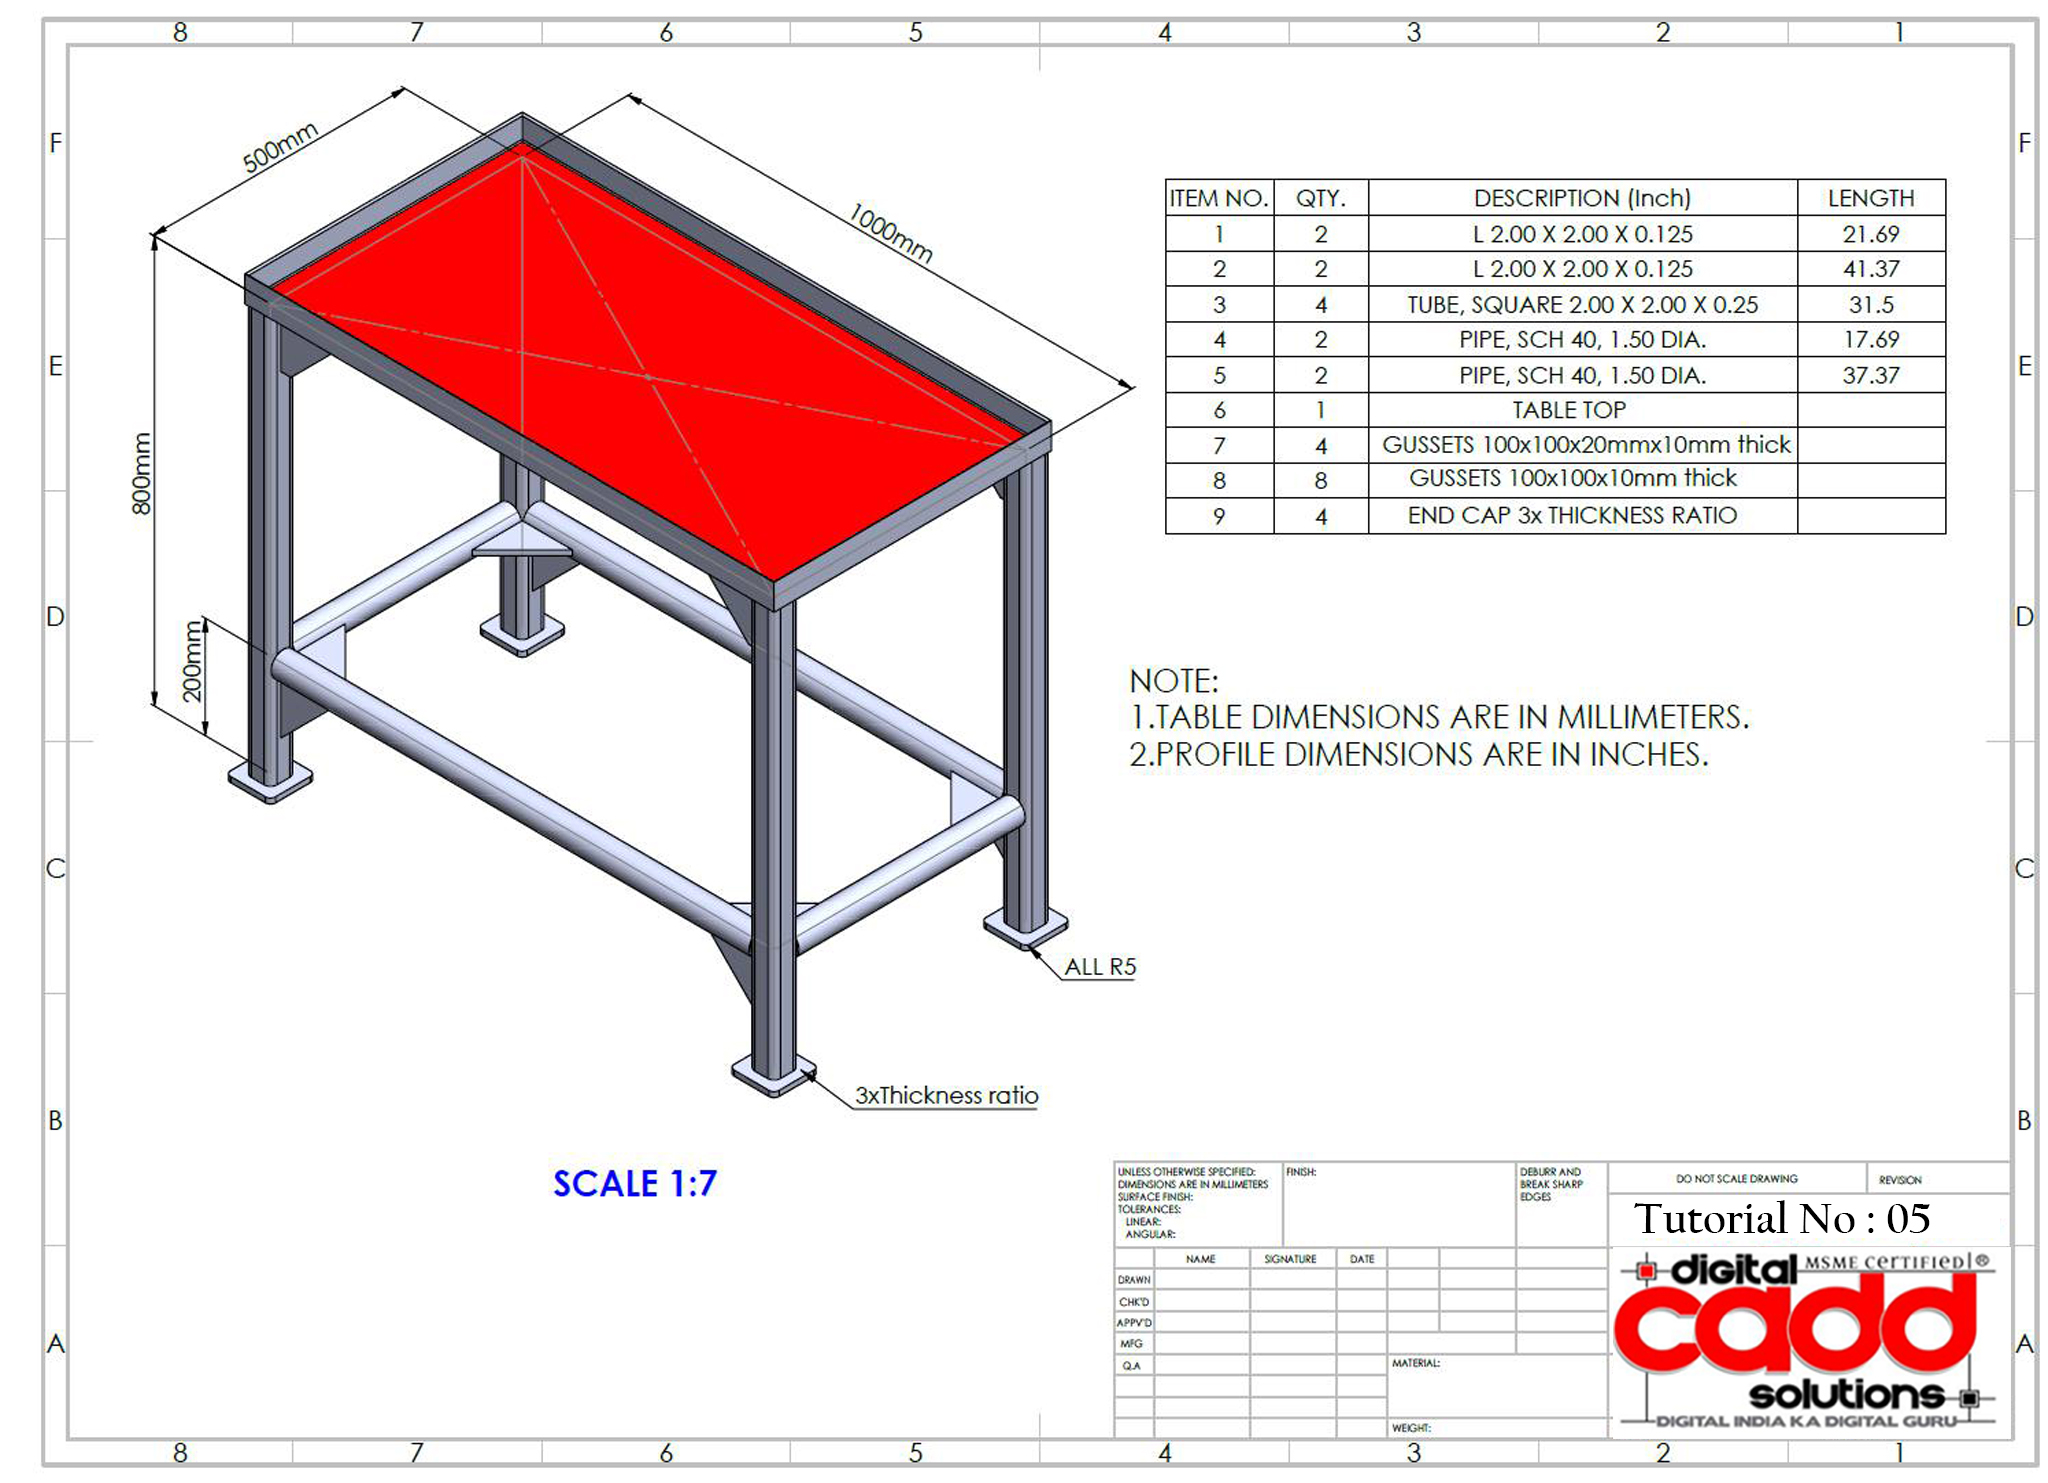 8 7 6 5 4 3 2 1
F
E
D
C
B
A
F
E
D
C
B
A
500mm
1000mm
800mm
200mm
ALL R5
3xThickness ratio
SCALE 1:7
ITEM NO. QTY. DESCRIPTION (Inch) LENGTH
1 2 L 2.00 X 2.00 X 0.125 21.69
2 2 L 2.00 X 2.00 X 0.125 41.37
3 4 TUBE, SQUARE 2.00 X 2.00 X 0.25 31.5
4 2 PIPE, SCH 40, 1.50 DIA. 17.69
5 2 PIPE, SCH 40, 1.50 DIA. 37.37
6 1 TABLE TOP
7 4 GUSSETS 100x100x20mmx10mm thick
8 8 GUSSETS 100x100x10mm thick
9 4 END CAP 3x THICKNESS RATIO
NOTE:
1.TABLE DIMENSIONS ARE IN MILLIMETERS.
2.PROFILE DIMENSIONS ARE IN INCHES.
UNLESS OTHERWISE SPECIFIED:
DIMENSIONS ARE IN MILLIMETERS
SURFACE FINISH:
TOLERANCES:
LINEAR:
ANGULAR:
FINISH:
DEBURR AND
BREAK SHARP
EDGES
DO NOT SCALE DRAWING
REVISION
Tutorial No : 05
NAME SIGNATURE DATE
DRAWN
CHK'D
APPV'D
MFG
Q.A
MATERIAL:
WEIGHT:
digital MSME CERTIFIED ®
cadd
solutions
DIGITAL INDIA KA DIGITAL GURU
8 7 6 5 4 3 2 1